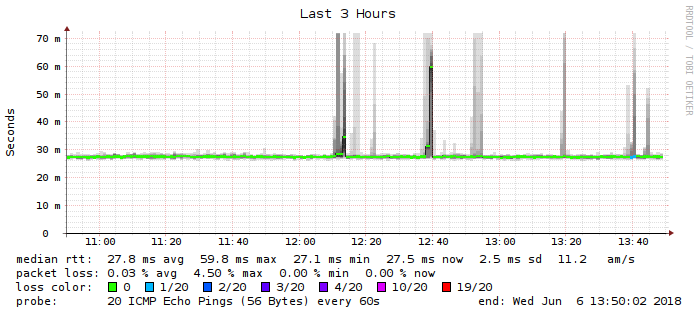 Last 3 Hours
RRDTOOL / TOBI OETIKER
Seconds
70 m
60 m
50 m
40 m
30 m
20 m
10 m
0
11:00 11:20 11:40 12:00 12:20 12:40 13:00 13:20 13:40
median rtt: 27.8 ms avg 59.8 ms max 27.1 ms min 27.5 ms now 2.5 ms sd 11.2 am/s
packet loss: 0.03 % avg 4.50 % max 0.00 % min 0.00 % now
loss color: 0 1/20 2/20 3/20 4/20 10/20 19/20
probe: 20 ICMP Echo Pings (56 Bytes) every 60s end: Wed Jun 6 13:50:02 2018